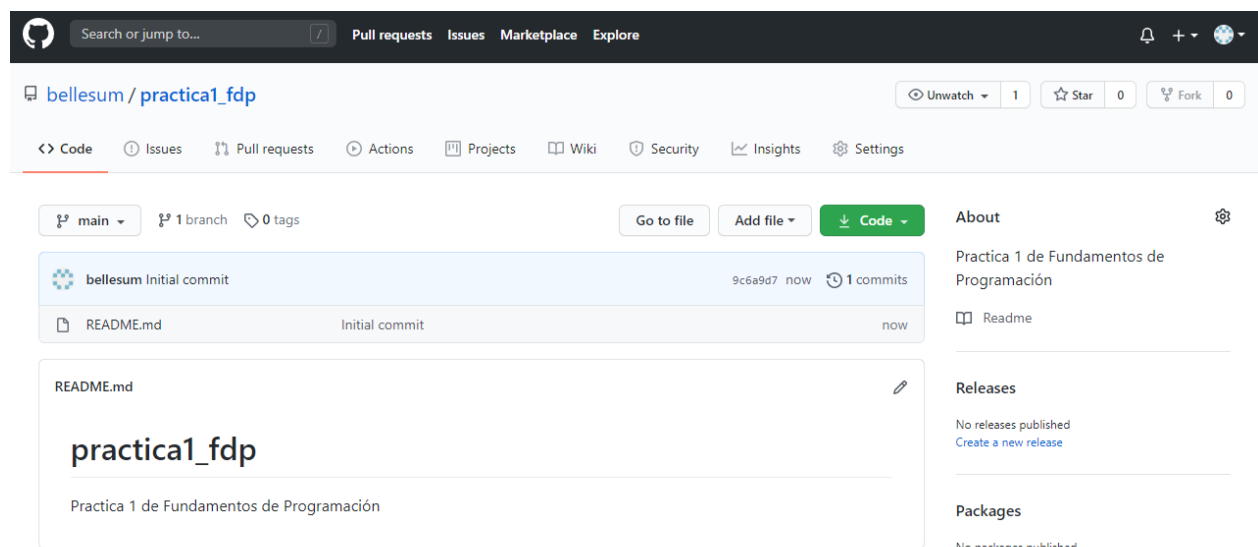 Search or jump to... /
Pull requests Issues Marketplace Explore
bellesum / practica1_fdp
Unwatch 1 Star 0 Fork 0
Code Issues Pull requests Actions Projects Wiki Security Insights Settings
main 1 branch 0 tags
Go to file Add file Code
bellesum Initial commit 9c6a9d7 now 1 commits
README.md Initial commit now
README.md
practica1_fdp
Practica 1 de Fundamentos de Programación
About
Practica 1 de Fundamentos de
Programación
Readme
Releases
No releases published
Create a new release
Packages
No packages published